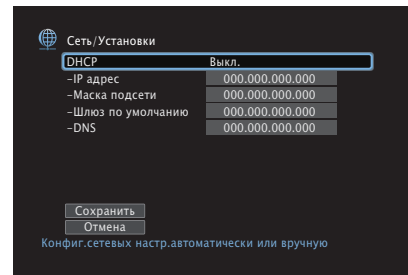 Сеть/Установки
DHCP Выкл.
–IP адрес 000.000.000.000
–Маска подсети 000.000.000.000
–Шлюз по умолчанию 000.000.000.000
–DNS 000.000.000.000
Сохранить
Отмена
Конфиг.сетевых настр.автоматически или вручную